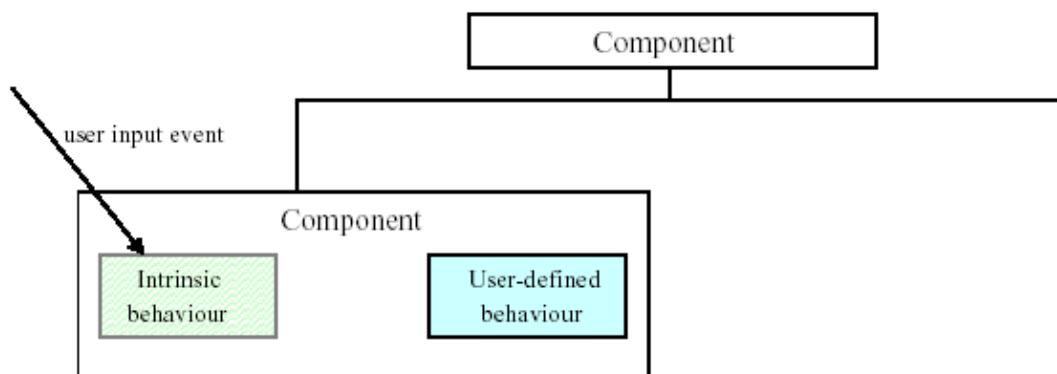 Component
user input event
Component
Intrinsic
behaviour
User-defined
behaviour